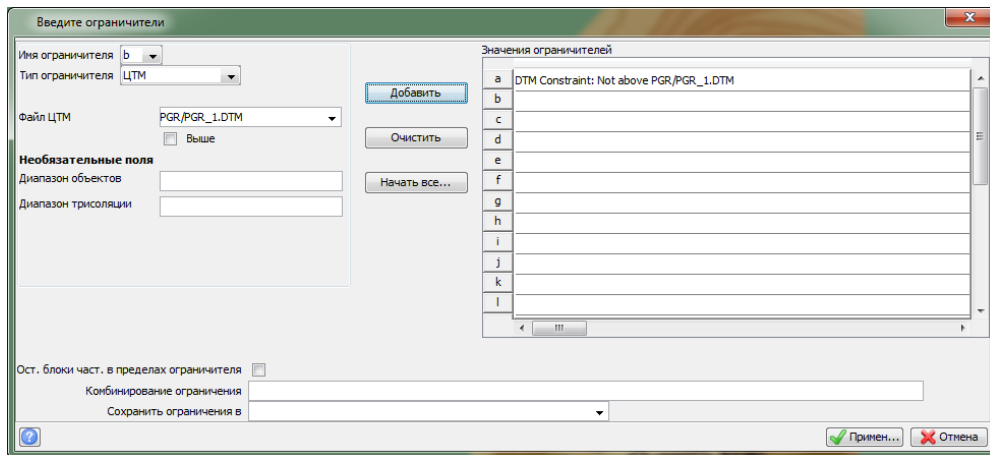 Введите ограничители
Имя ограничителя b
Тип ограничителя ЦТМ
Файл ЦТМ PGR/PGR_1.DTM
Выше
Необязательные поля
Диапазон объектов
Диапазон трисоляции
Добавить
Очистить
Начать все...
Значения ограничителей
a DTM Constraint: Not above PGR/PGR_1.DTM
b
c
d
e
f
g
h
i
j
k
l
Ост. блоки част. в пределах ограничителя
Комбинирование ограничения
Сохранить ограничения в
? Примен... Отмена